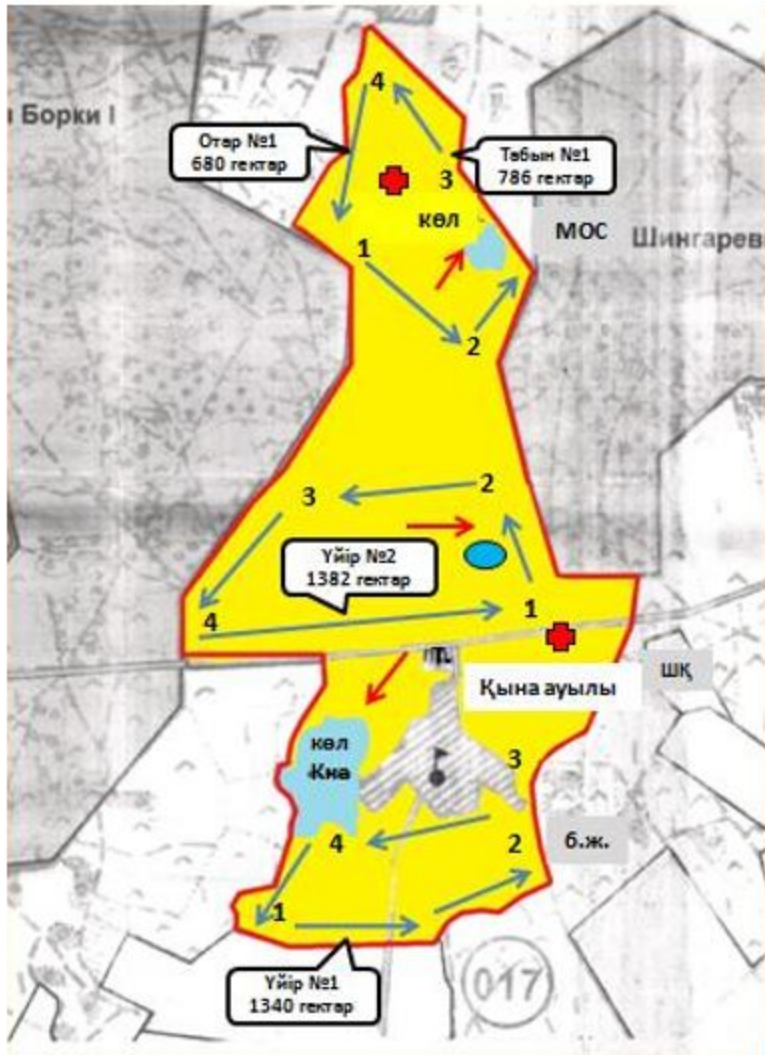 4
Борки I
Отар №1
680 гектар
Табын №1
786 гектар
3
көл
МОС
Шингарев
1
2
3
2
Үйір №2
1382 гектар
4
1
Т.
Қына ауылы
ШҚ
көл
Кна
3
4
2
б.ж.
1
Үйір №1
1340 гектар
017